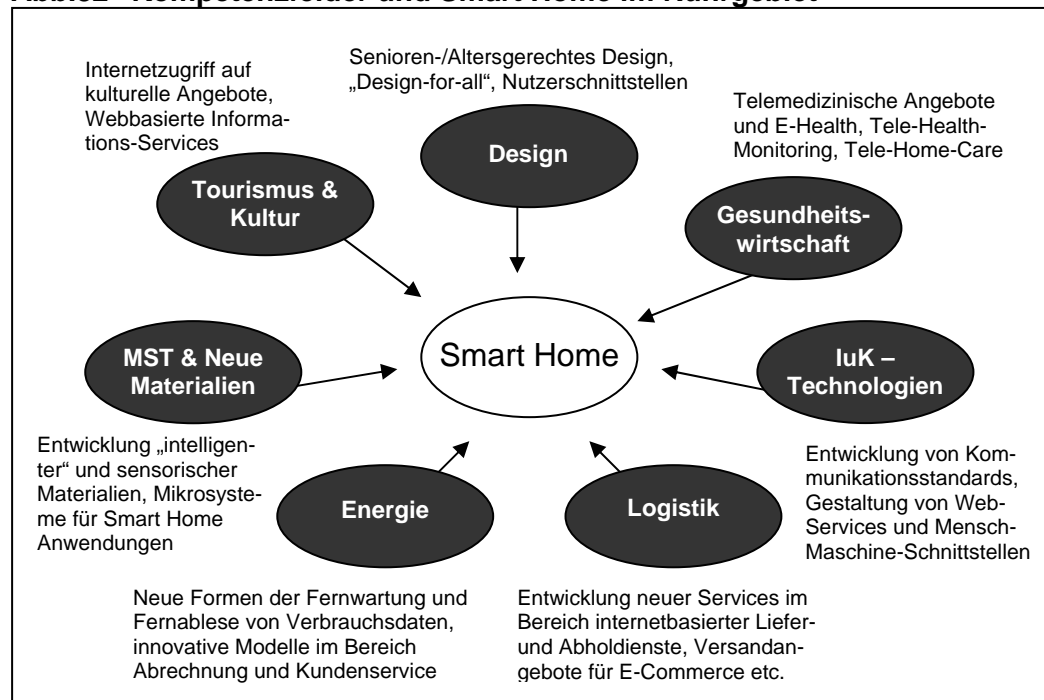 Senioren-/Altersgerechtes Design,
„Design-for-all“, Nutzerschnittstellen
Design
Internetzugriff auf
kulturelle Angebote,
Webbasierte Informa-
tions-Services
Tourismus &
Kultur
Telemedizinische Angebote
und E-Health, Tele-Health-
Monitoring, Tele-Home-Care
Gesundheits-
wirtschaft
Smart Home
MST & Neue
Materialien
Entwicklung „intelligen-
ter“ und sensorischer
Materialien, Mikrosyste-
me für Smart Home
Anwendungen
IuK –
Technologien
Entwicklung von Kom-
munikationsstandards,
Gestaltung von Web-
Services und Mensch-
Maschine-Schnittstellen
Energie
Neue Formen der Fernwartung und
Fernablese von Verbrauchsdaten,
innovative Modelle im Bereich
Abrechnung und Kundenservice
Logistik
Entwicklung neuer Services im
Bereich internetbasierter Liefer-
und Abholdienste, Versandan-
gebote für E-Commerce etc.